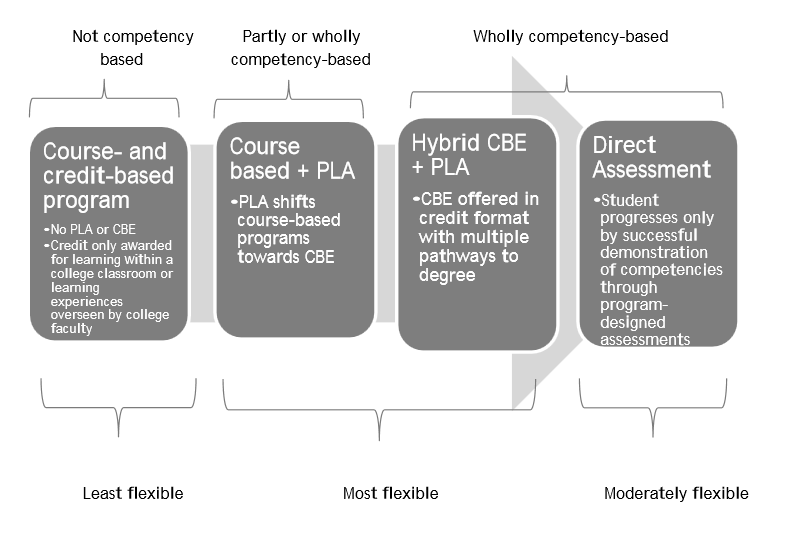 Not competency
based
Partly or wholly
competency-based
Wholly competency-based
Course- and
credit-based
program
•No PLA or CBE
•Credit only awarded
for learning within a
college classroom or
learning
experiences
overseen by college
faculty
Course
based + PLA
•PLA shifts
course-based
programs
towards CBE
Hybrid CBE
+ PLA
•CBE offered in
credit format
with multiple
pathways to
degree
Direct
Assessment
•Student
progresses only
by successful
demonstration
of competencies
through
program-
designed
assessments
Least flexible
Most flexible
Moderately flexible